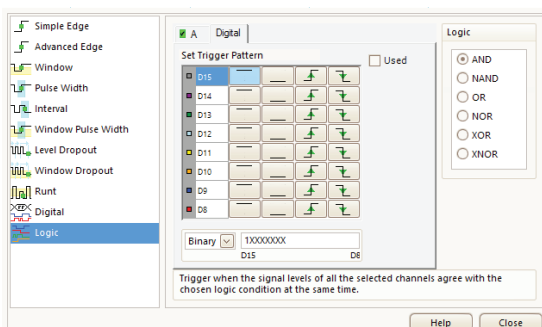 Simple Edge
Advanced Edge
Window
Pulse Width
Interval
Window Pulse Width
Level Dropout
Window Dropout
Runt
Digital
Logic
A Digital
Set Trigger Pattern
Used
D15
D14
D13
D12
D11
D10
D9
D8
Binary 1XXXXXXX
D15 D8
Trigger when the signal levels of all the selected channels agree with the
chosen logic condition at the same time.
Logic
AND
NAND
OR
NOR
XOR
XNOR
Help Close